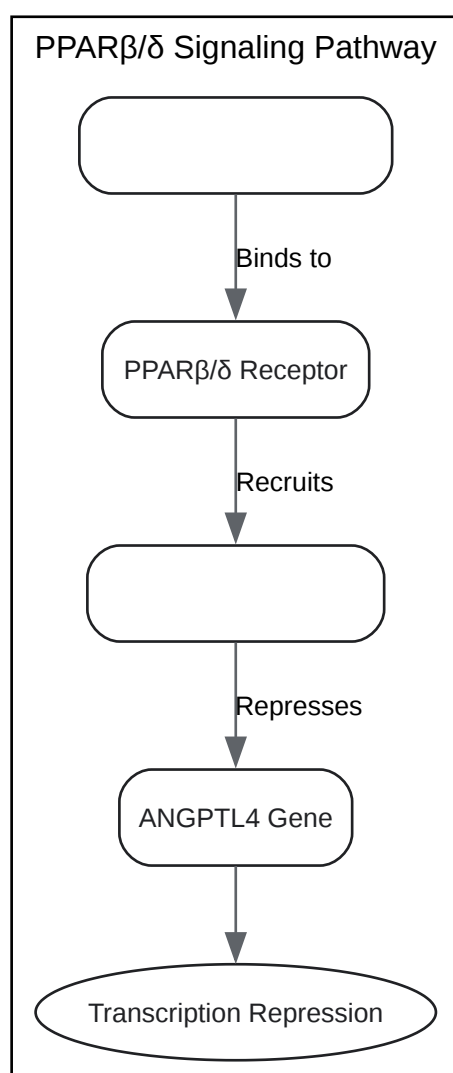 PPARβ/δ Signaling Pathway
Binds to
PPARβ/δ Receptor
Recruits
Represses
ANGPTL4 Gene
Transcription Repression